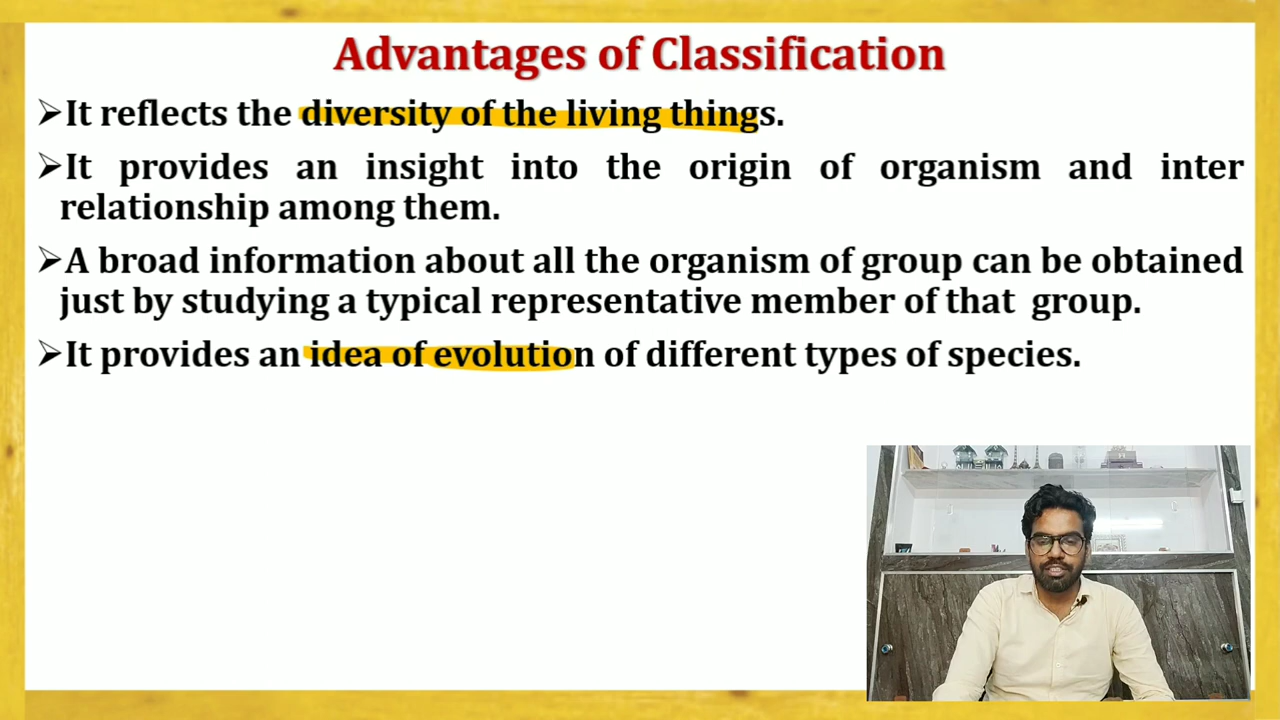 Advantages of Classification
➢It reflects the diversity of the living things.
➢It provides an insight into the origin of organism and inter
relationship among them.
➢A broad information about all the organism of group can be obtained
just by studying a typical representative member of that group.
➢It provides an idea of evolution of different types of species.